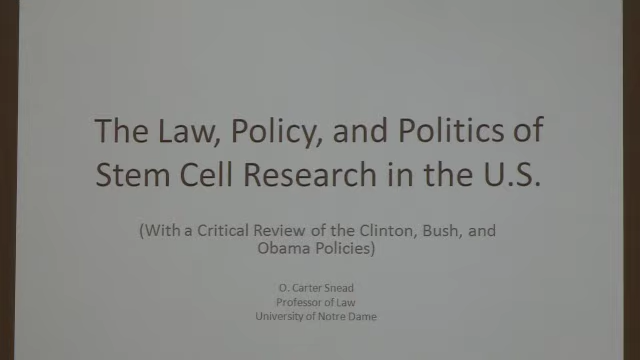 The Law, Policy, and Politics of
Stem Cell Research in the U.S.
(With a Critical Review of the Clinton, Bush, and
Obama Policies)
O. Carter Snead
Professor of Law
University of Notre Dame